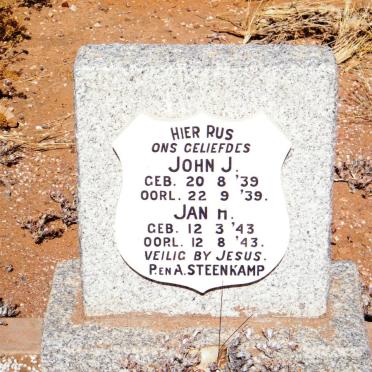 HIER RUS
ONS GELIEFDES
JOHN J.
GEB. 20 8 '39
OORL. 22 9 '39.
JAN H.
GEB. 12 3 '43
OORL. 12 8 '43.
VEILIG BY JESUS.
P. EN A. STEENKAMP